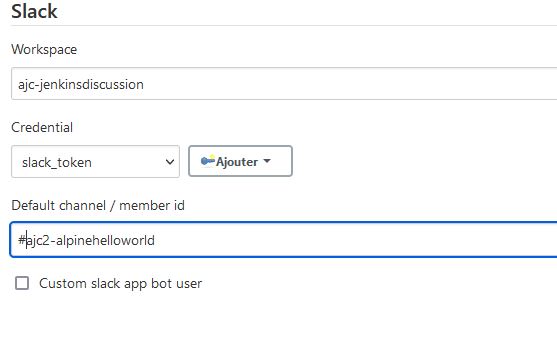 Slack
Workspace
ajc-jenkinsdiscussion
Credential
slack_token
Ajouter
Default channel / member id
#ajc2-alpinehelloworld
Custom slack app bot user